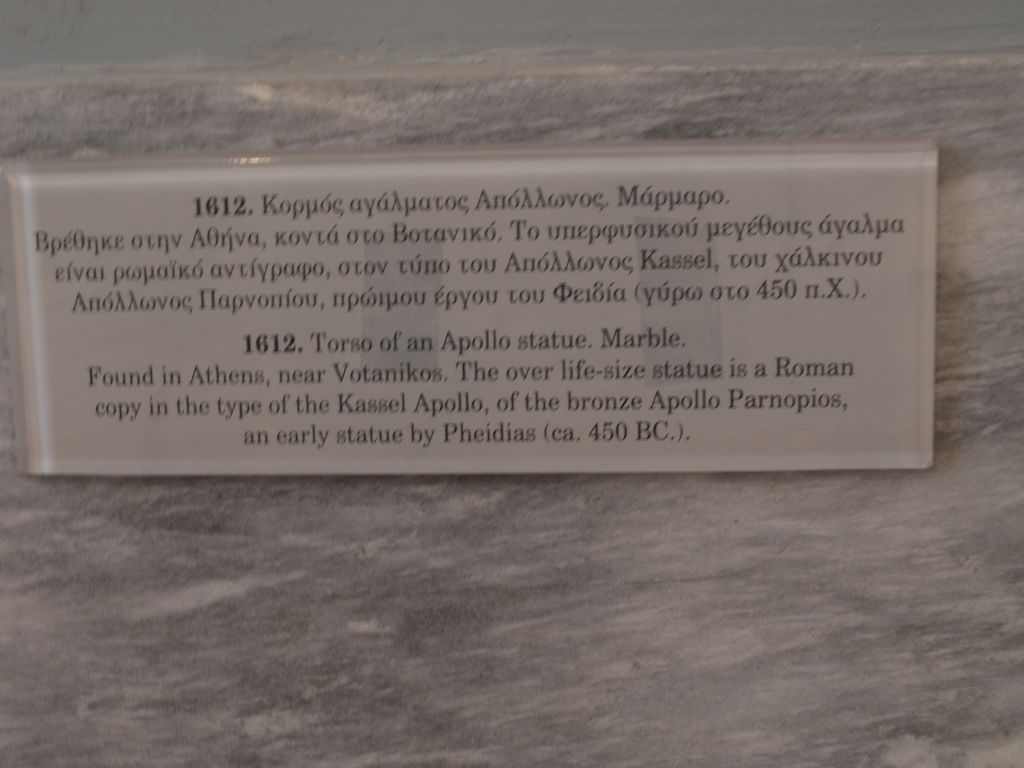 1612. Κορμός αγάλματος Απόλλωνος. Μάρμαρο.
Βρέθηκε στην Αθήνα, κοντά στο Βοτανικό. Το υπερφυσικού μεγέθους άγαλμα
είναι ρωμαϊκό αντίγραφο, στον τύπο του Απόλλωνος Kassel, του χάλκινου
Απόλλωνος Παρνοπίου, πρώιμου έργου του Φειδία (γύρω στο 450 π.Χ.).
1612. Torso of an Apollo statue. Marble.
Found in Athens, near Votanikos. The over life-size statue is a Roman
copy in the type of the Kassel Apollo, of the bronze Apollo Parnopios,
an early statue by Pheidias (ca. 450 BC.).